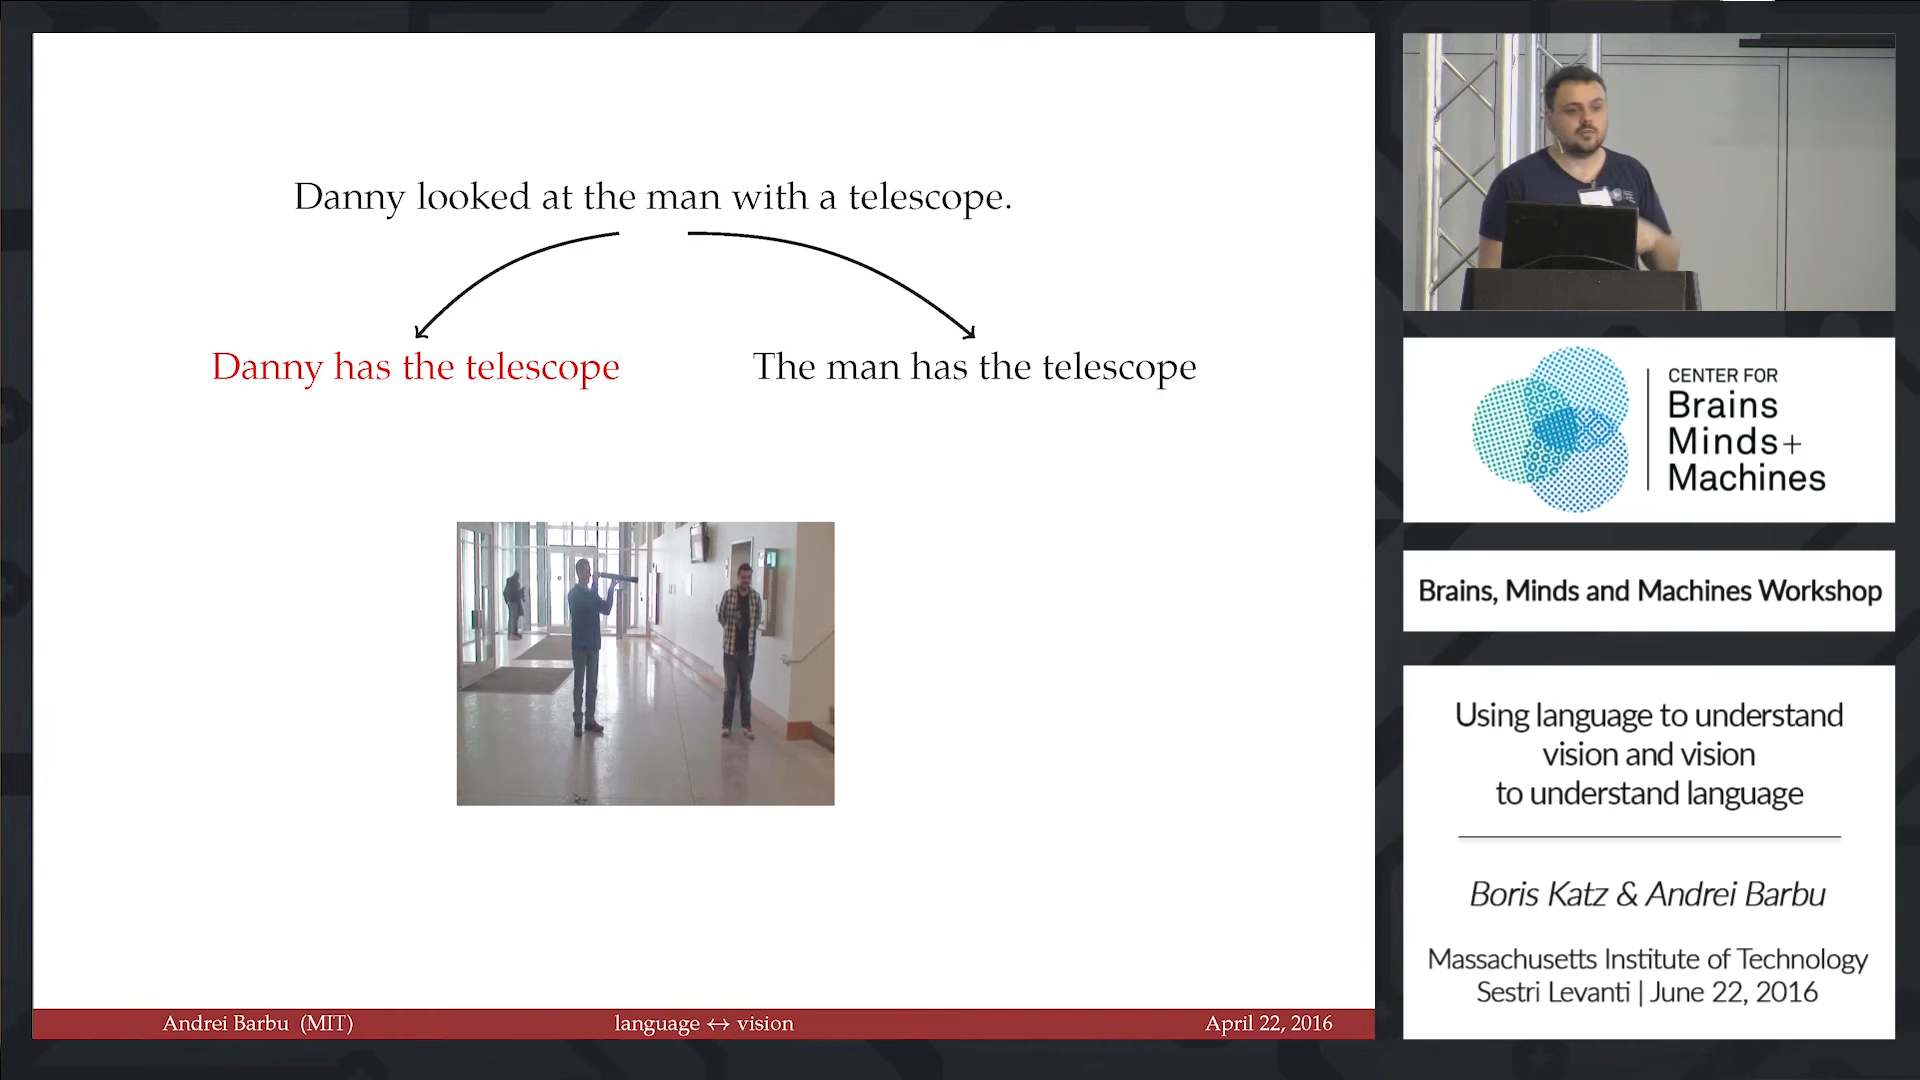 Danny looked at the man with a telescope.
Danny has the telescope
The man has the telescope
Andrei Barbu (MIT)
language ↔ vision
April 22, 2016
CENTER FOR
Brains
Minds+
Machines
Brains, Minds and Machines Workshop
Using language to understand
vision and vision
to understand language
Boris Katz & Andrei Barbu
Massachusetts Institute of Technology
Sestri Levanti | June 22, 2016